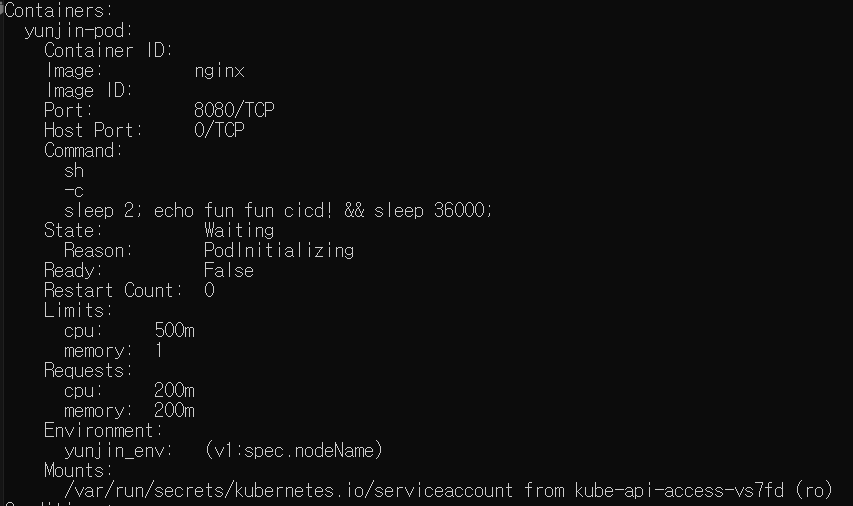 Containers:
  yunjin-pod:
    Container ID:
    Image:         nginx
    Image ID:
    Port:          8080/TCP
    Host Port:     0/TCP
    Command:
      sh
      -c
      sleep 2; echo fun fun cicd! && sleep 36000;
    State:          Waiting
      Reason:       PodInitializing
    Ready:          False
    Restart Count:  0
    Limits:
      cpu:     500m
      memory:  1
    Requests:
      cpu:     200m
      memory:  200m
    Environment:
      yunjin_env:   (v1:spec.nodeName)
    Mounts:
      /var/run/secrets/kubernetes.io/serviceaccount from kube-api-access-vs7fd (ro)